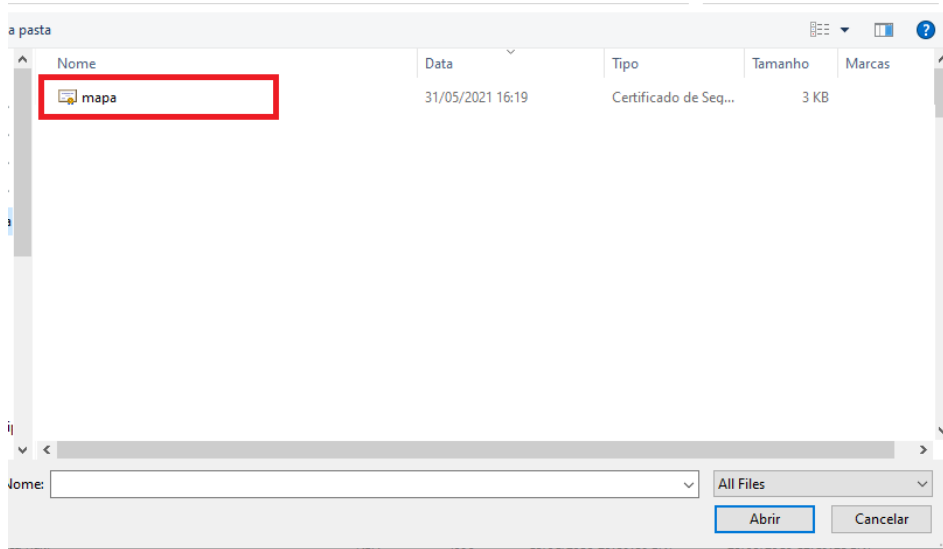 a pasta
Nome Data Tipo Tamanho Marcas
mapa 31/05/2021 16:19 Certificado de Seq... 3 KB
Nome: All Files
Abrir Cancelar